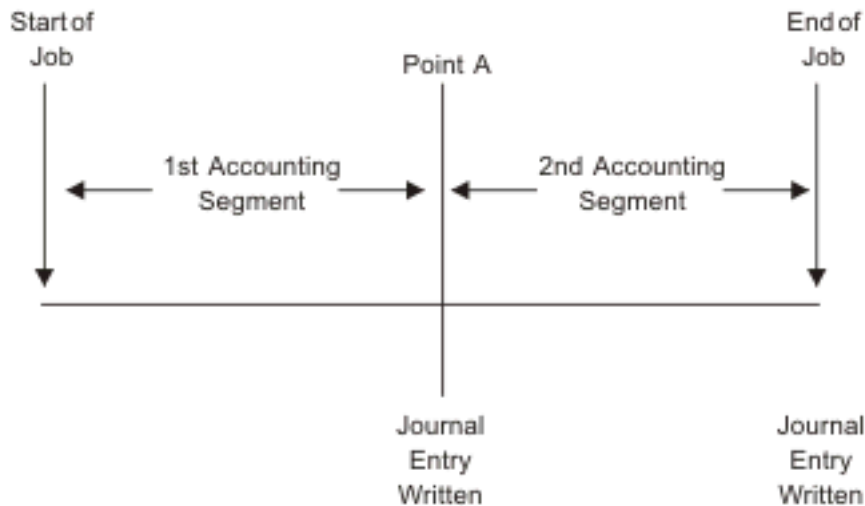 Start of
Job
Point A
End of
Job
1st Accounting
Segment
2nd Accounting
Segment
Journal
Entry
Written
Journal
Entry
Written